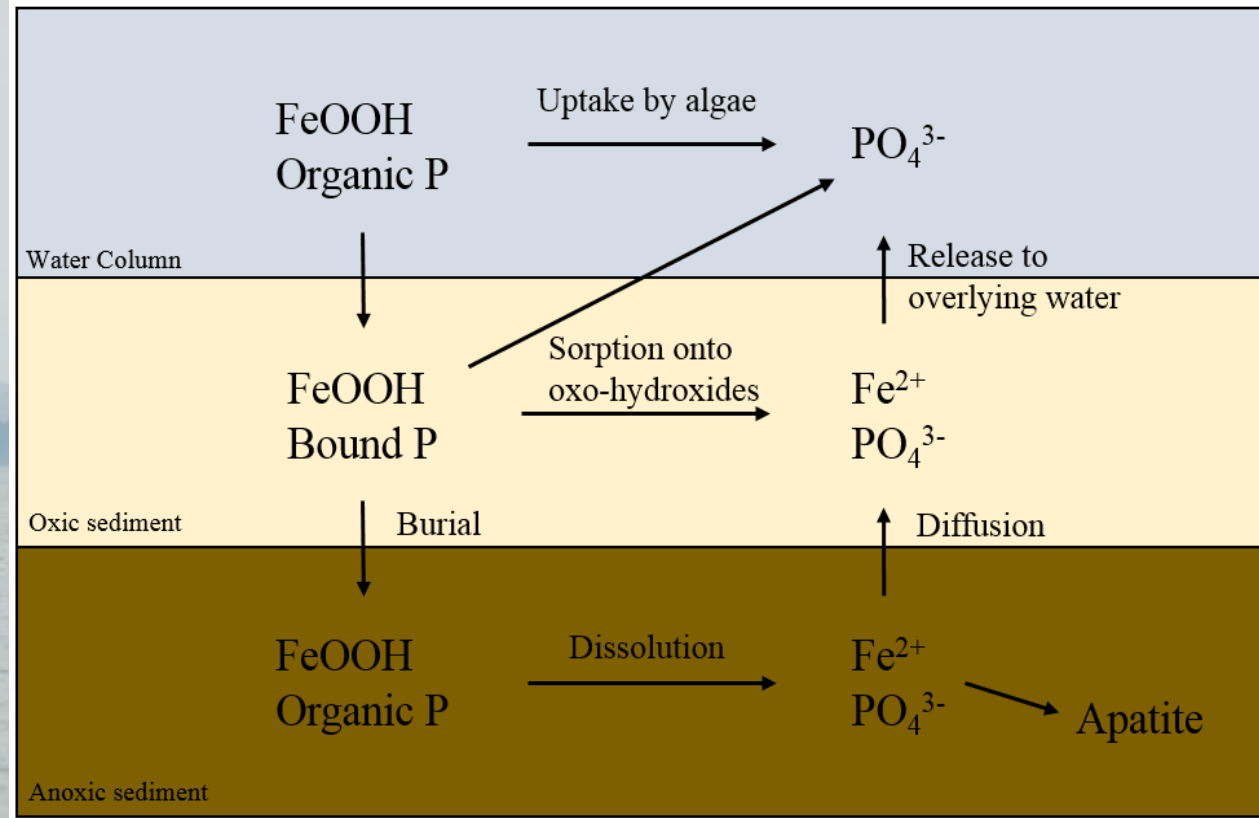 FeOOH
Organic P
Uptake by algae
PO₄³⁻
Water Column
Release to
overlying water
FeOOH
Bound P
Sorption onto
oxo-hydroxides
Fe²⁺
PO₄³⁻
Oxic sediment
Burial
Diffusion
FeOOH
Organic P
Dissolution
Fe²⁺
PO₄³⁻
Apatite
Anoxic sediment